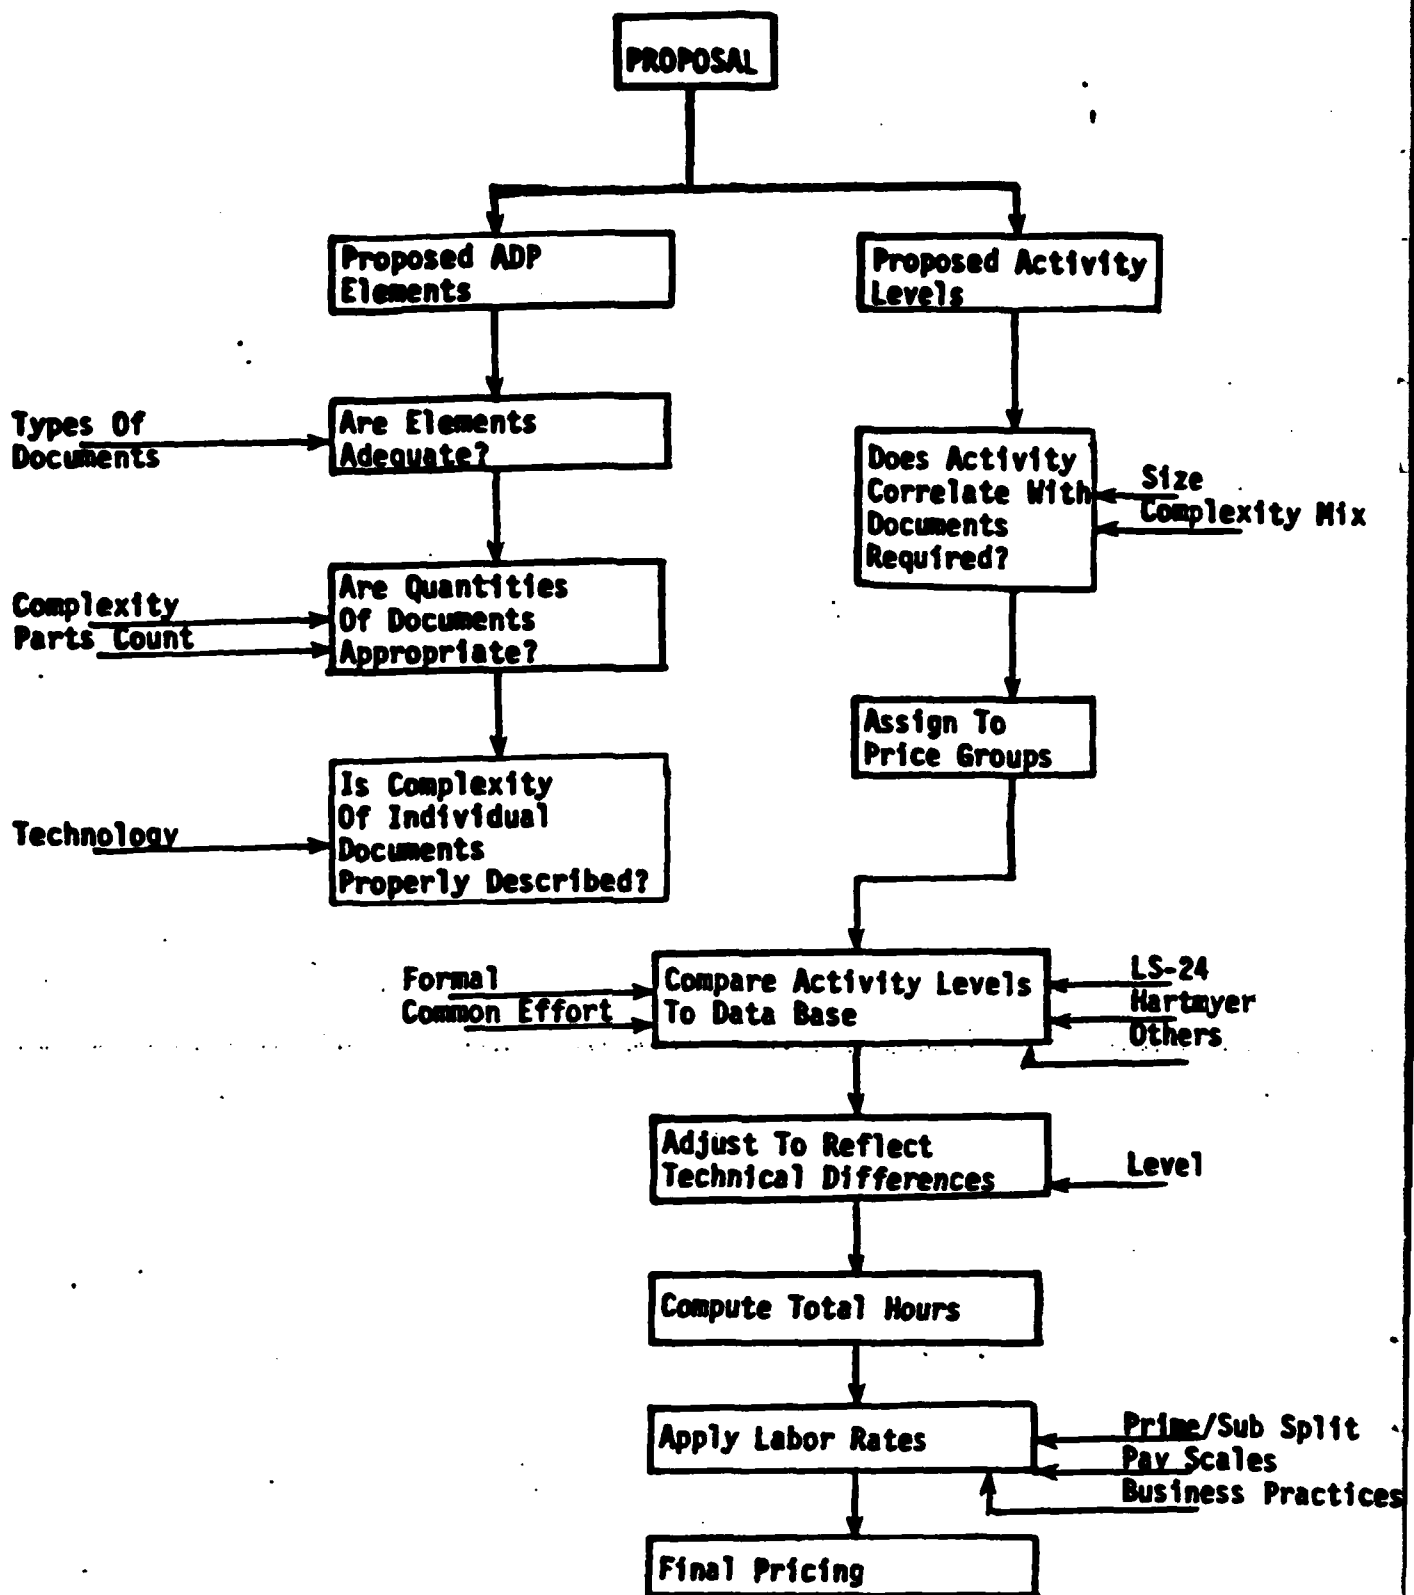 PROPOSAL
Proposed ADP
Elements
Proposed Activity
Levels
Types Of
Documents
Are Elements
Adequate?
Does Activity
Correlate With
Documents
Required?
Size
Complexity Mix
Complexity
Parts Count
Are Quantities
Of Documents
Appropriate?
Assign To
Price Groups
Technology
Is Complexity
Of Individual
Documents
Properly Described?
Formal
Common Effort
Compare Activity Levels
To Data Base
LS-24
Hartmyer
Others
Adjust To Reflect
Technical Differences
Level
Compute Total Hours
Apply Labor Rates
Prime/Sub Split
Pay Scales
Business Practices
Final Pricing